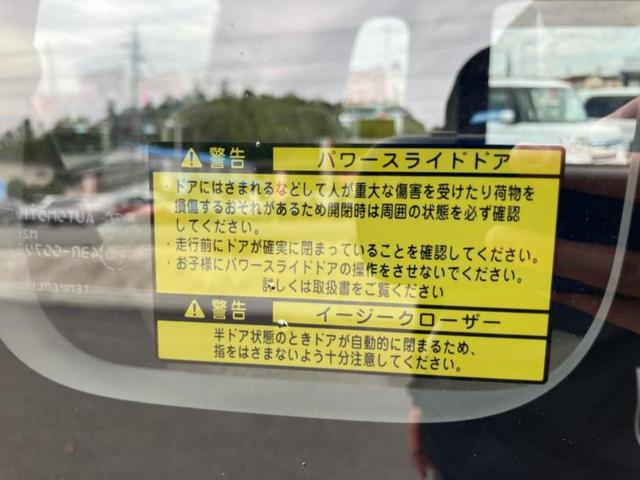 警告 パワースライドドア
・ドアにはさまれるなどして人が重大な傷害を受けたり荷物を
損傷するおそれがあるため開閉時は周囲の状態を必ず確認
してください。
・走行前にドアが確実に閉まっていることを確認してください。
・お子様にパワースライドドアの操作をさせないでください。
詳しくは取扱書をご覧ください
警告 イージークローザー
半ドア状態のときドアが自動的に閉まるため、
指をはさまないよう十分注意してください。